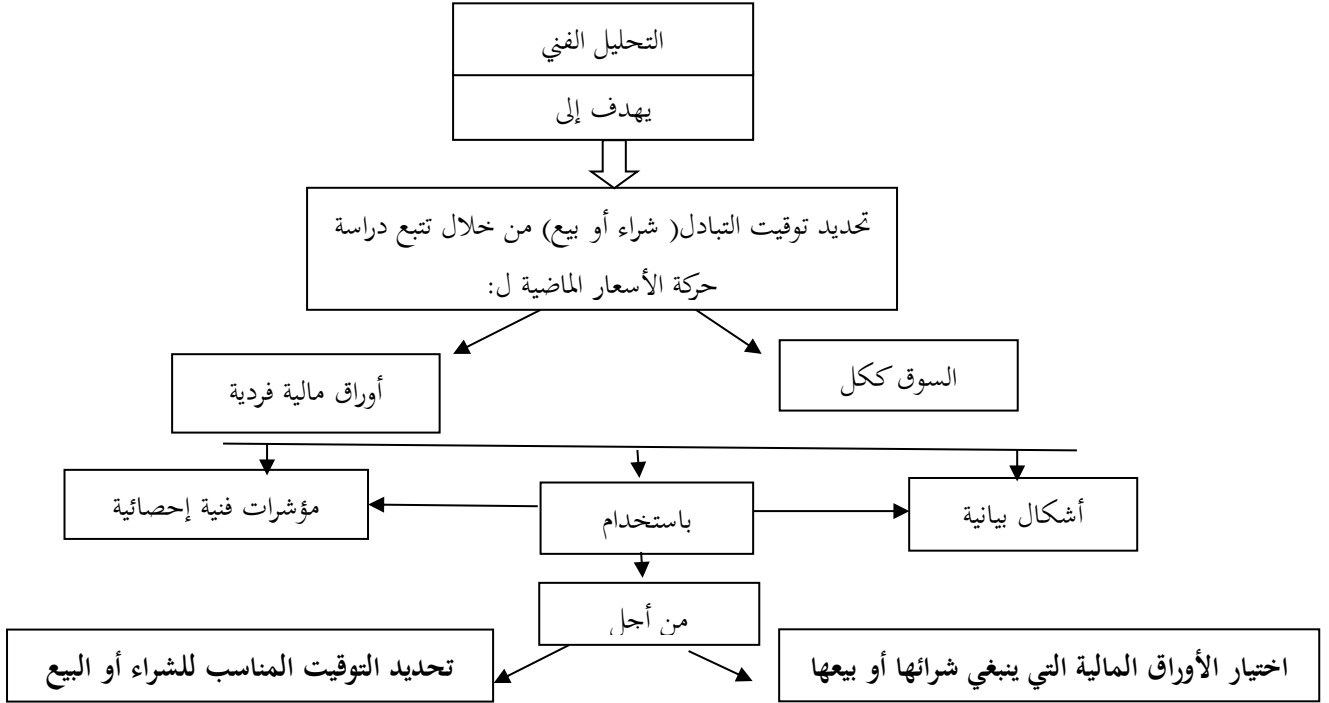 التحليل الفني
يهدف إلى
تحديد توقيت التبادل( شراء أو بيع) من خلال تتبع دراسة
حركة الأسعار الماضية ل:
السوق ككل
أوراق مالية فردية
أشكال بيانية
باستخدام
مؤشرات فنية إحصائية
من أجل
اختيار الأوراق المالية التي ينبغي شرائها أو بيعها
تحديد التوقيت المناسب للشراء أو البيع